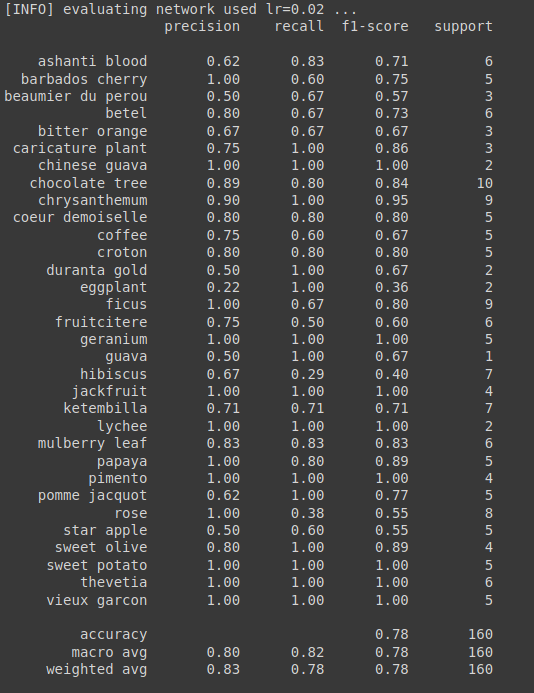 [INFO] evaluating network used lr=0.02 ...
precision recall f1-score support
ashanti blood 0.62 0.83 0.71 6
barbados cherry 1.00 0.60 0.75 5
beaumier du perou 0.50 0.67 0.57 3
betel 0.80 0.67 0.73 6
bitter orange 0.67 0.67 0.67 3
caricature plant 0.75 1.00 0.86 3
chinese guava 1.00 1.00 1.00 2
chocolate tree 0.89 0.80 0.84 10
chrysanthemum 0.90 1.00 0.95 9
coeur demoiselle 0.80 0.80 0.80 5
coffee 0.75 0.60 0.67 5
croton 0.80 0.80 0.80 5
duranta gold 0.50 1.00 0.67 2
eggplant 0.22 1.00 0.36 2
ficus 1.00 0.67 0.80 9
fruitcitere 0.75 0.50 0.60 6
geranium 1.00 1.00 1.00 5
guava 0.50 1.00 0.67 1
hibiscus 0.67 0.29 0.40 7
jackfruit 1.00 1.00 1.00 4
ketembilla 0.71 0.71 0.71 7
lychee 1.00 1.00 1.00 2
mulberry leaf 0.83 0.83 0.83 6
papaya 1.00 0.80 0.89 5
pimento 1.00 1.00 1.00 4
pomme jacquot 0.62 1.00 0.77 5
rose 1.00 0.38 0.55 8
star apple 0.50 0.60 0.55 5
sweet olive 0.80 1.00 0.89 4
sweet potato 1.00 1.00 1.00 5
thevetia 1.00 1.00 1.00 6
vieux garcon 1.00 1.00 1.00 5
accuracy 0.78 160
macro avg 0.80 0.82 0.78 160
weighted avg 0.83 0.78 0.78 160